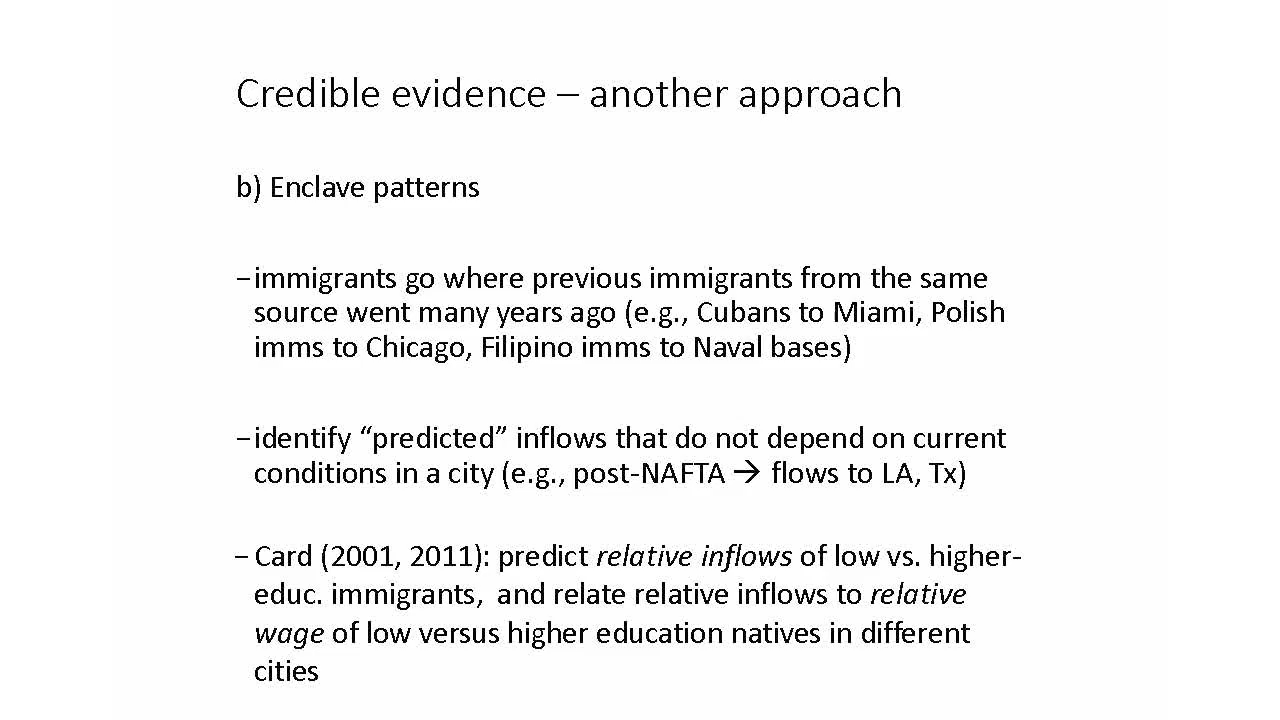 Credible evidence – another approach
b) Enclave patterns
–immigrants go where previous immigrants from the same
source went many years ago (e.g., Cubans to Miami, Polish
imms to Chicago, Filipino imms to Naval bases)
–identify “predicted” inflows that do not depend on current
conditions in a city (e.g., post-NAFTA → flows to LA, Tx)
– Card (2001, 2011): predict relative inflows of low vs. higher-
educ. immigrants, and relate relative inflows to relative
wage of low versus higher education natives in different
cities